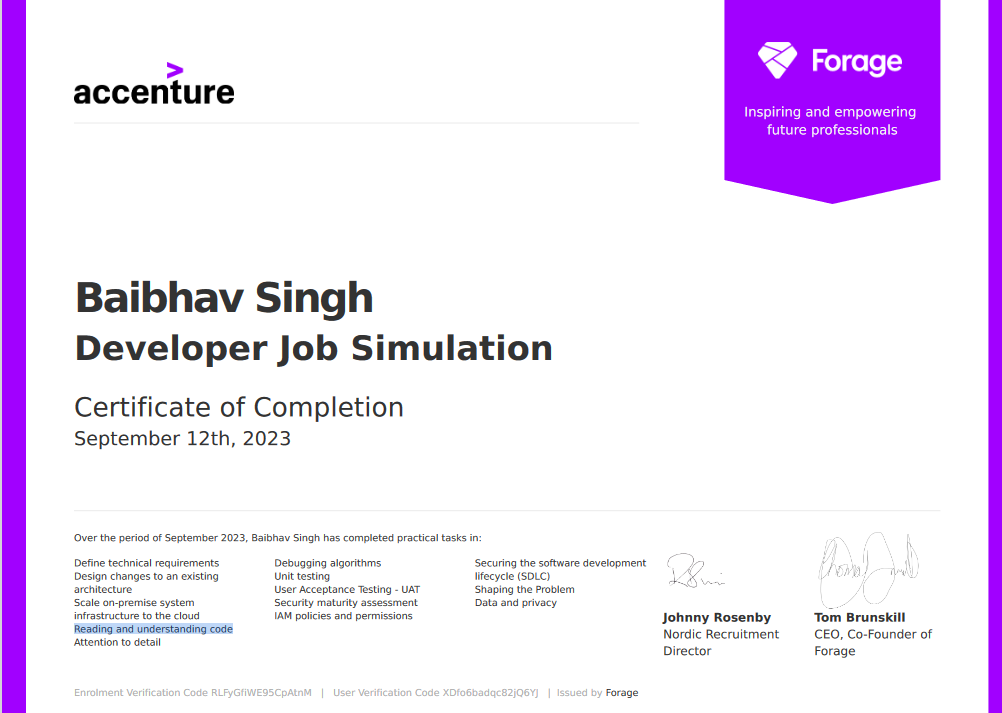 accenture
Forage
Inspiring and empowering
future professionals
Baibhav Singh
Developer Job Simulation
Certificate of Completion
September 12th, 2023
Over the period of September 2023, Baibhav Singh has completed practical tasks in:
Define technical requirements
Design changes to an existing
architecture
Scale on-premise system
infrastructure to the cloud
Reading and understanding code
Attention to detail
Debugging algorithms
Unit testing
User Acceptance Testing - UAT
Security maturity assessment
IAM policies and permissions
Securing the software development
lifecycle (SDLC)
Shaping the Problem
Data and privacy
Johnny Rosenby
Nordic Recruitment
Director
Tom Brunskill
CEO, Co-Founder of
Forage
Enrolment Verification Code RLFyGfiWE95CpAtnM | User Verification Code XDfo6badqc82jQ6YJ | Issued by Forage